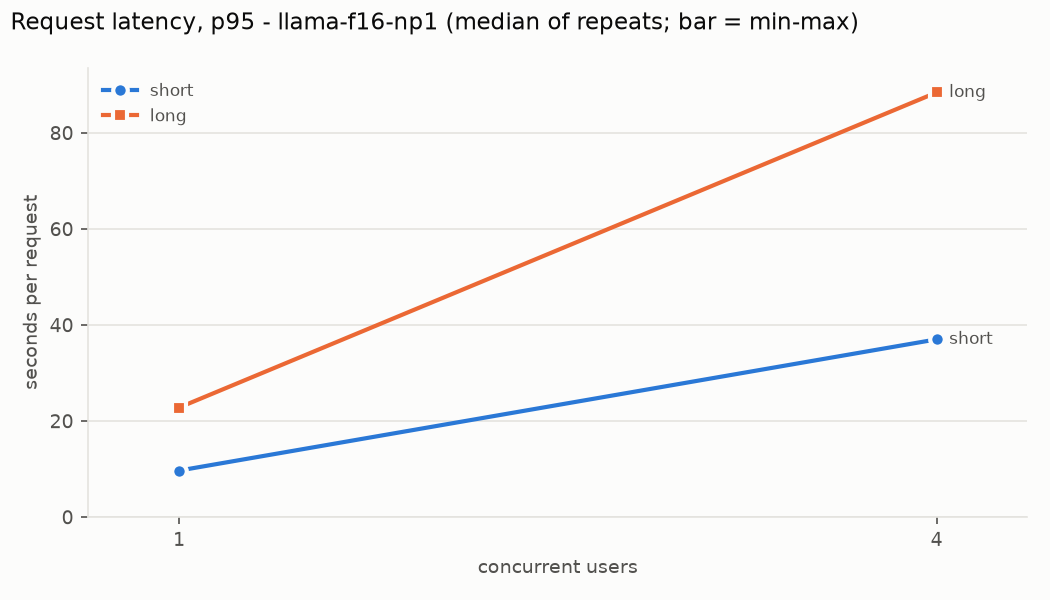 Request latency, p95 - llama-f16-np1 (median of repeats; bar = min-max)
short
long
long
80
60
seconds per request
40
short
20
0
1
4
concurrent users